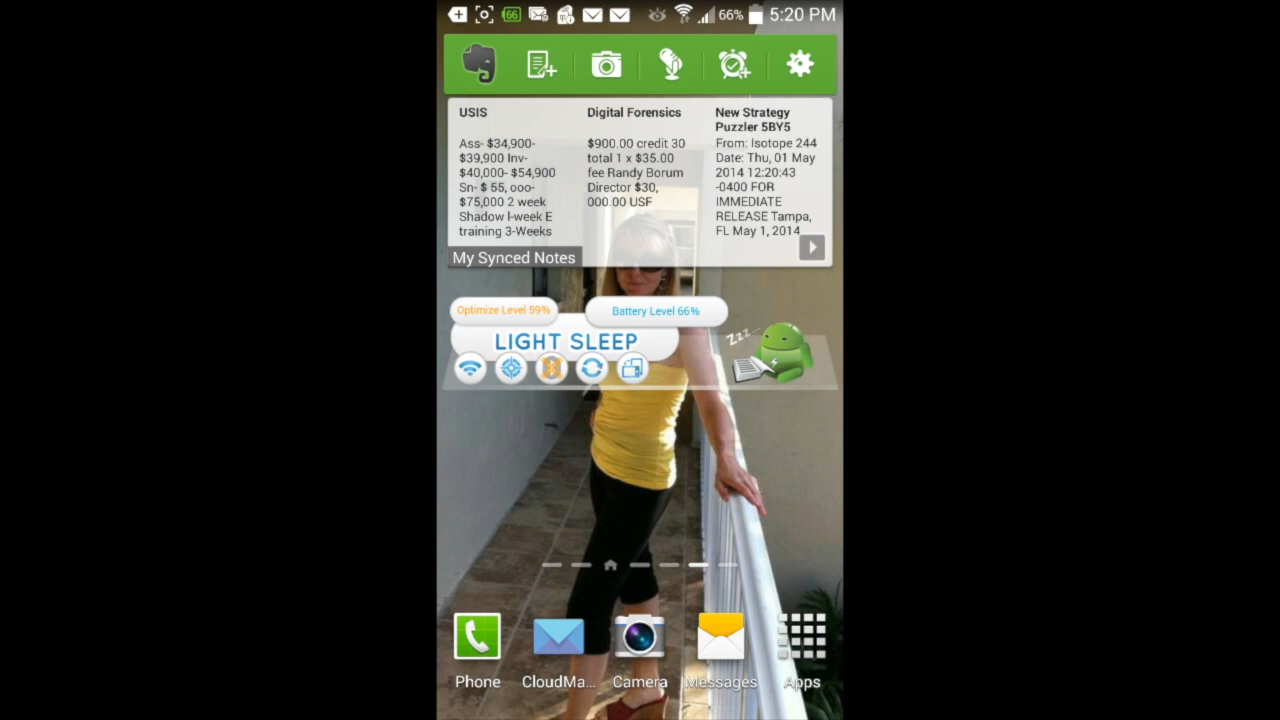 66 66% 5:20 PM
USIS
Ass- $34,900-
$39,900 Inv-
$40,000- $54,900
Sn- $ 55, ooo-
$75,000 2 week
Shadow l-week E
training 3-Weeks
Digital Forensics
$900.00 credit 30
total 1 x $35.00
fee Randy Borum
Director $30,
000.00 USF
New Strategy
Puzzler 5BY5
From: Isotope 244
Date: Thu, 01 May
2014 12:20:43
-0400 FOR
IMMEDIATE
RELEASE Tampa,
FL May 1, 2014
My Synced Notes
Optimize Level 59%
Battery Level 66%
LIGHT SLEEP
Zzz...
Phone
CloudMa...
Camera
Messages
Apps